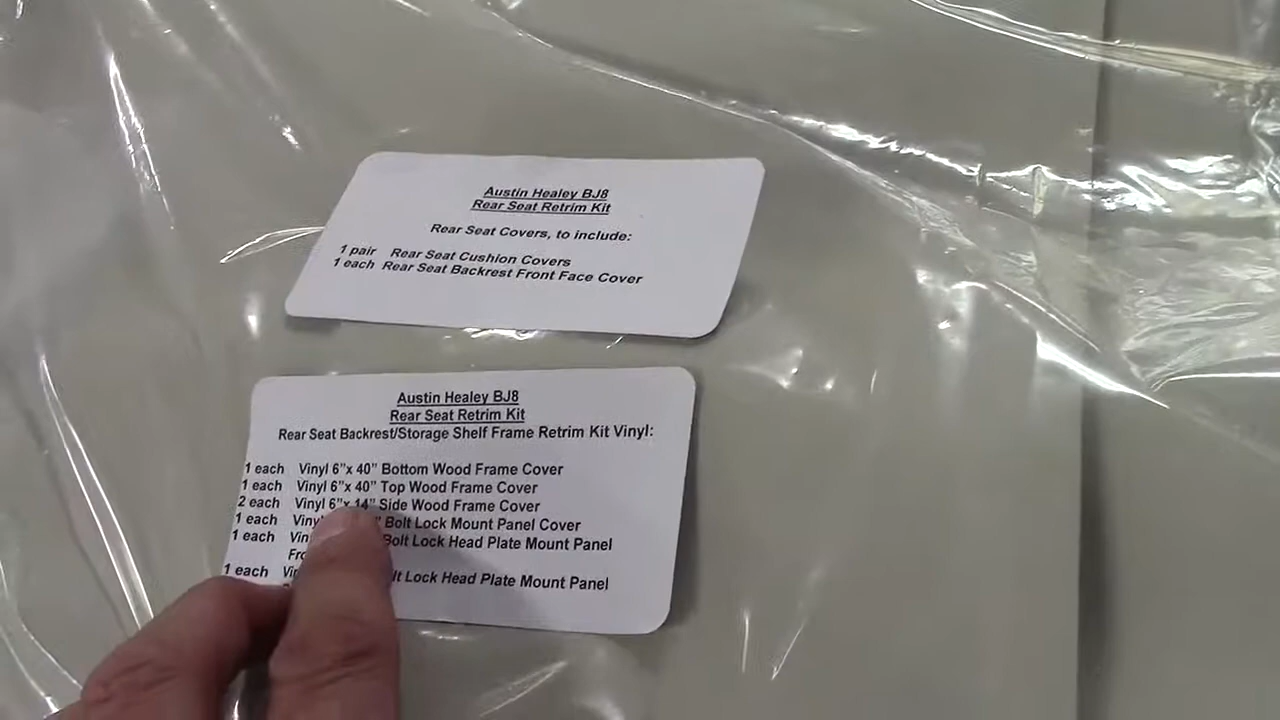 Austin Healey BJ8
Rear Seat Retrim Kit
Rear Seat Covers, to include:
1 pair Rear Seat Cushion Covers
1 each Rear Seat Backrest Front Face Cover
Austin Healey BJ8
Rear Seat Retrim Kit
Rear Seat Backrest/Storage Shelf Frame Retrim Kit Vinyl:
1 each Vinyl 6”x 40” Bottom Wood Frame Cover
1 each Vinyl 6”x 40” Top Wood Frame Cover
2 each Vinyl 6”x 14” Side Wood Frame Cover
1 each Bolt Lock Mount Panel Cover
1 each Bolt Lock Head Plate Mount Panel
1 each Lock Head Plate Mount Panel